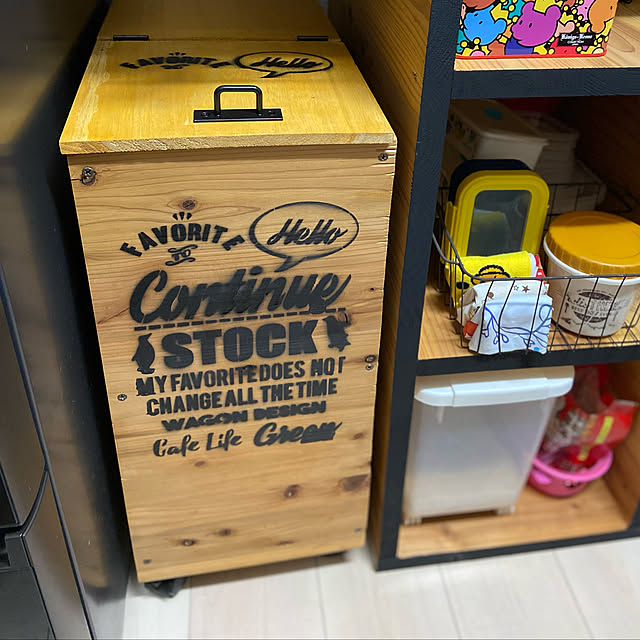 FAVORITE Hello
FAVORITE Hello
Continue
STOCK
MY FAVORITE DOES NOT
CHANGE ALL THE TIME
WAGON DESIGN
Cafe Life Green